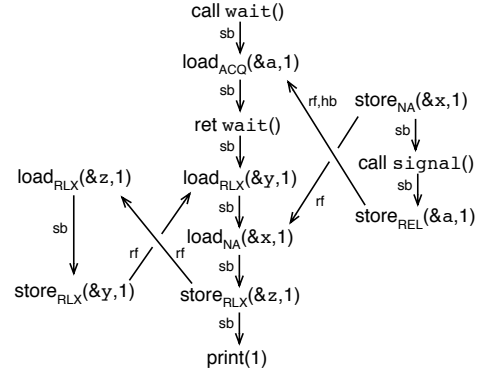 call wait()
sb
load_ACQ(&a,1)
sb
rf,hb
store_NA(&x,1)
ret wait()
sb
sb
call signal()
load_RLX(&z,1)
load_RLX(&y,1)
sb
rf
store_REL(&a,1)
sb
sb
load_NA(&x,1)
rf
rf
sb
store_RLX(&y,1)
store_RLX(&z,1)
sb
print(1)